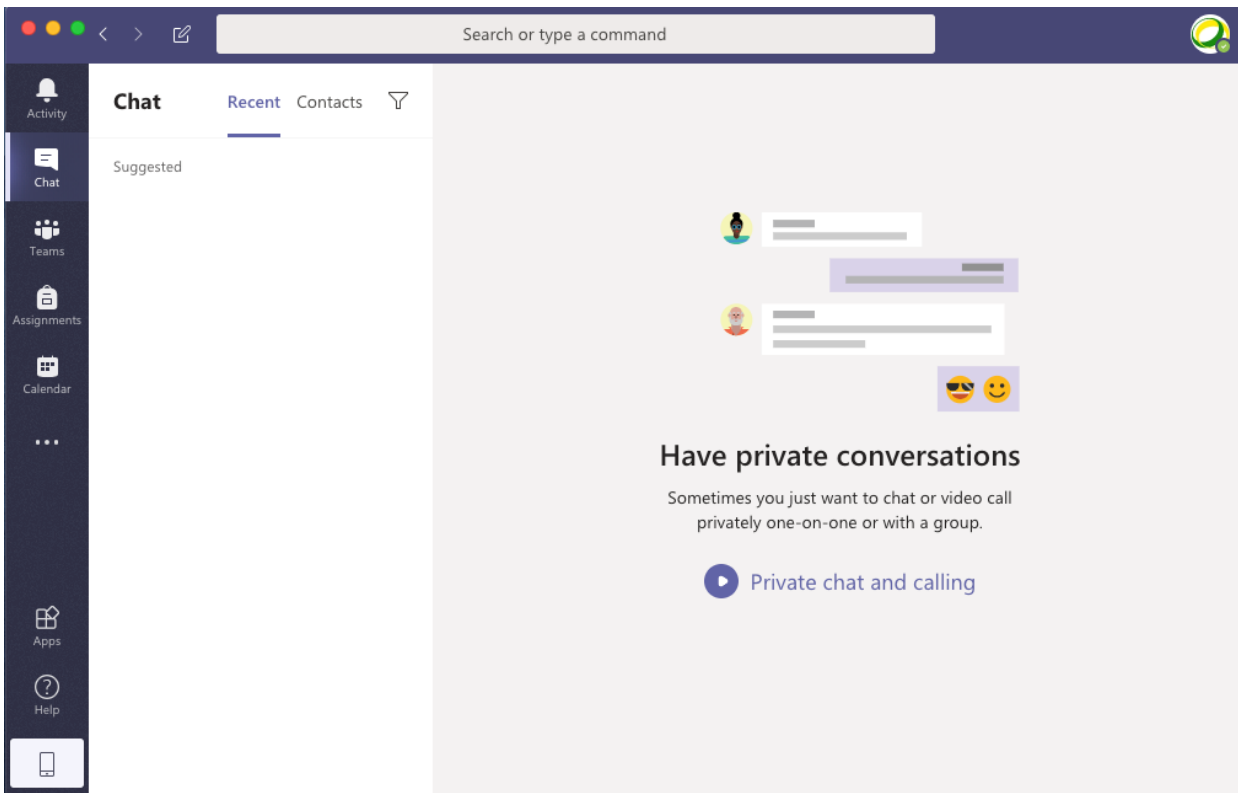 Search or type a command
Activity
Chat
Teams
Assignments
Calendar
Apps
Help
Chat Recent Contacts
Suggested
Have private conversations
Sometimes you just want to chat or video call
privately one-on-one or with a group.
Private chat and calling